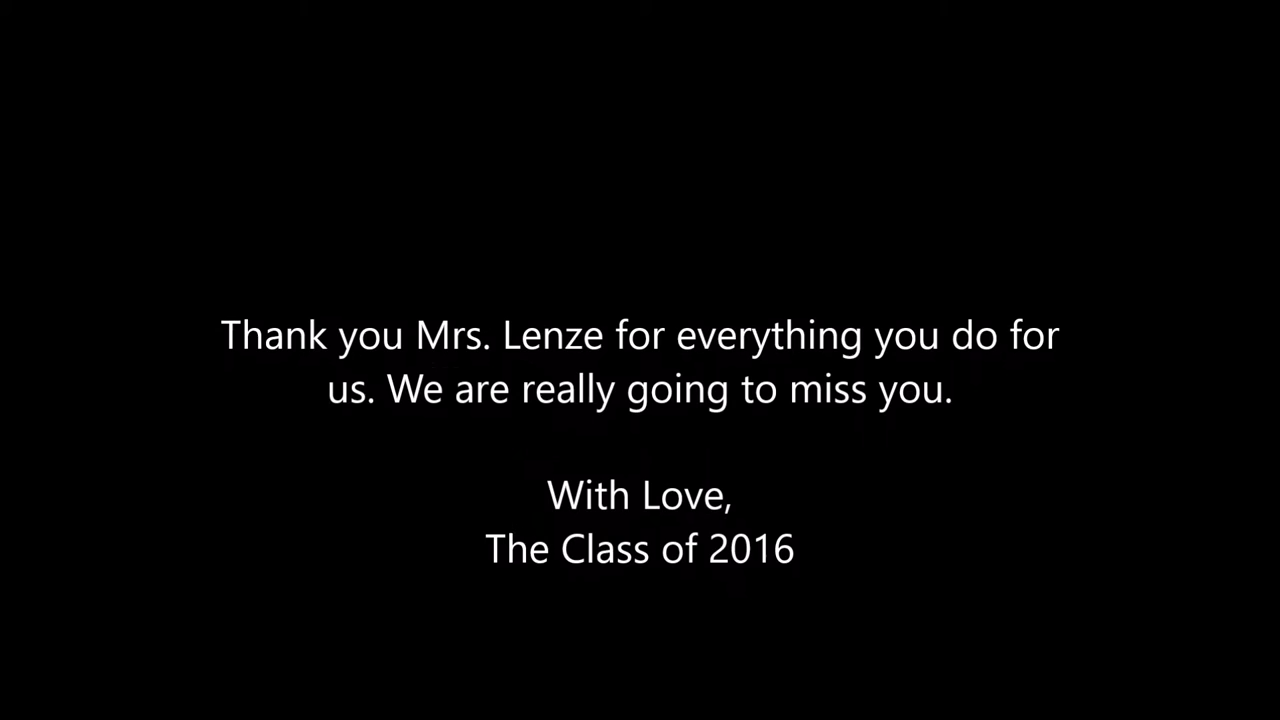 Thank you Mrs. Lenze for everything you do for
us. We are really going to miss you.
With Love,
The Class of 2016